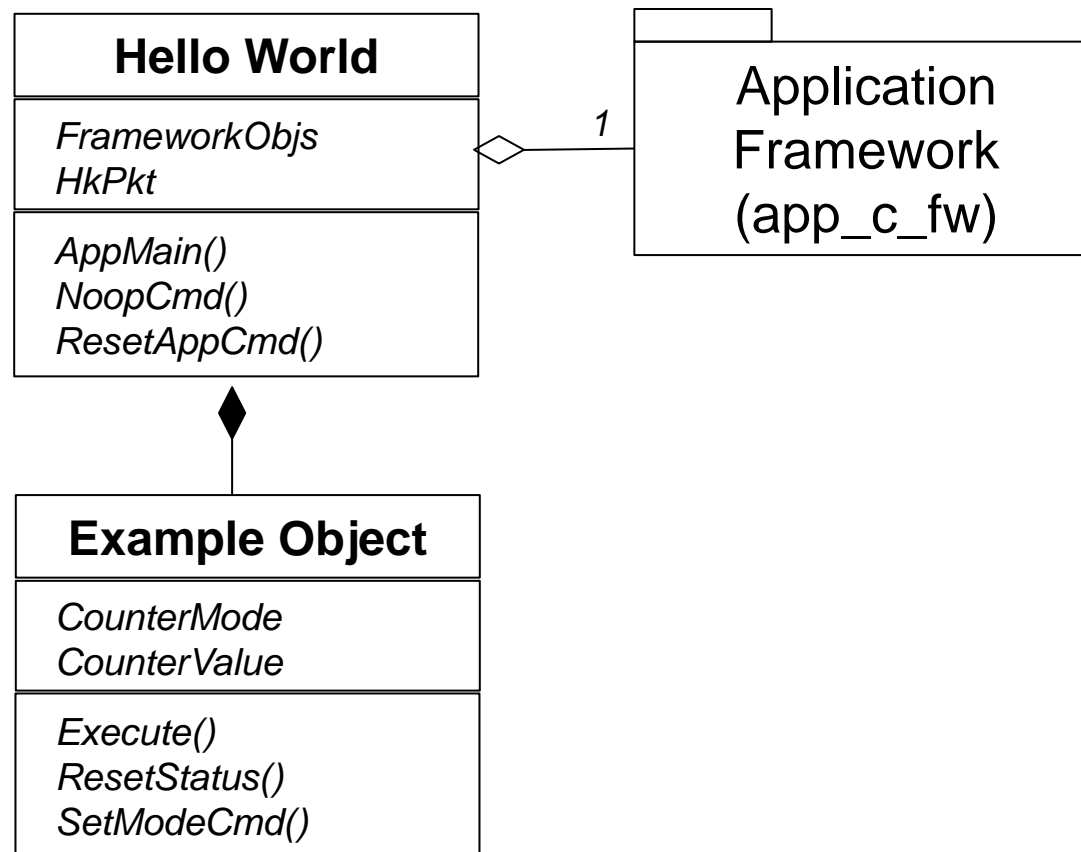 Hello World
FrameworkObjs
HkPkt
AppMain()
NoopCmd()
ResetAppCmd()
1
Application
Framework
(app_c_fw)
Example Object
CounterMode
CounterValue
Execute()
ResetStatus()
SetModeCmd()